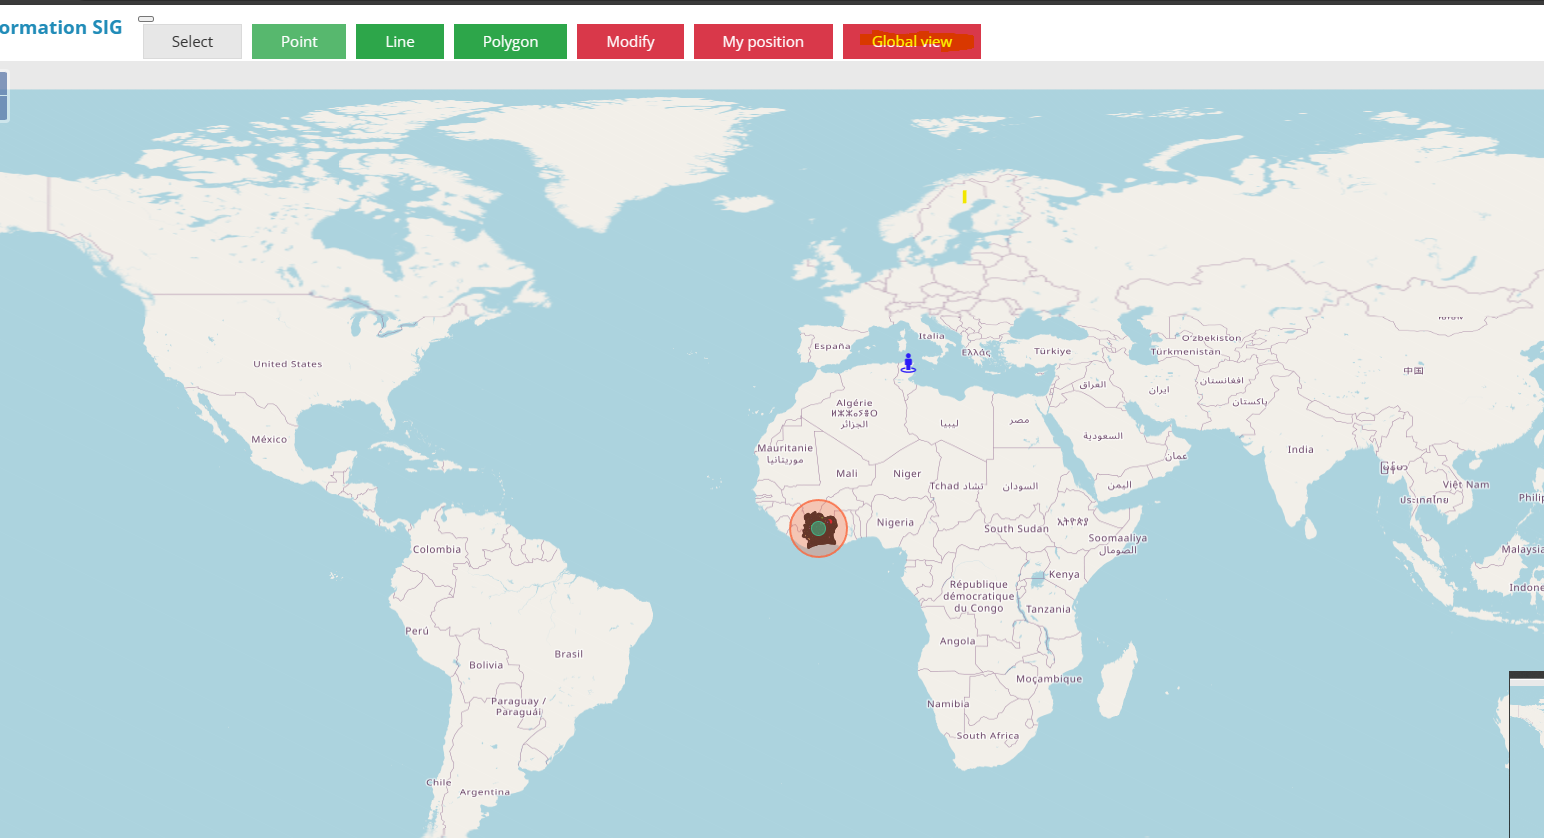 ormation SIG
Select
Point
Line
Polygon
Modify
My position
Global view
United States
México
Colombia
Perú
Brasil
Bolivia
Paraguay /
Paraguái
Chile
Argentina
España
Italia
Ελλάς
Türkiye
O'zbekiston
Türkmenistan
العراق
ایران
افغانستان
پاکستان
中国
Algérie
ⵍⵣⵣⴰⵢⴻⵔ
الجزائر
ليبيا
مصر
السعودية
عمان
اليمن
India
Mauritanie
موريتانيا
Mali
Niger
Tchad تشاد
السودان
Nigeria
South Sudan
ኢትዮጵያ
Soomaaliya
الصومال
Kenya
République
démocratique
du Congo
Tanzania
Angola
Moçambique
Namibia
South Africa
ประเทศไทย
Việt Nam
Philip
Malaysia
Indone